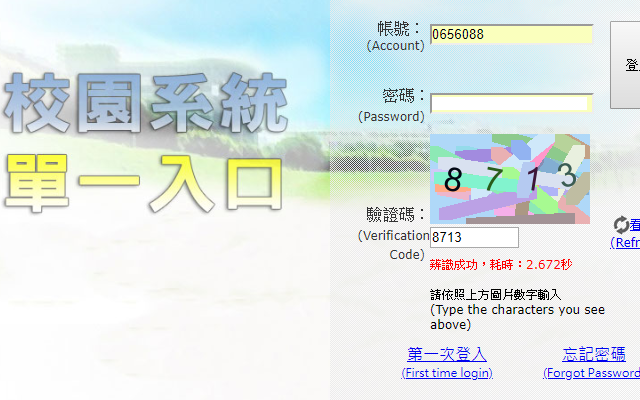 校園系統
單一入口
帳號：
(Account)
0656088
登
密碼：
(Password)
8713
驗證碼：
(Verification
Code)
8713
看
(Refr
辨識成功，耗時：2.672秒
請依照上方圖片數字輸入
(Type the characters you see
above)
第一次登入
(First time login)
忘記密碼
(Forgot Password